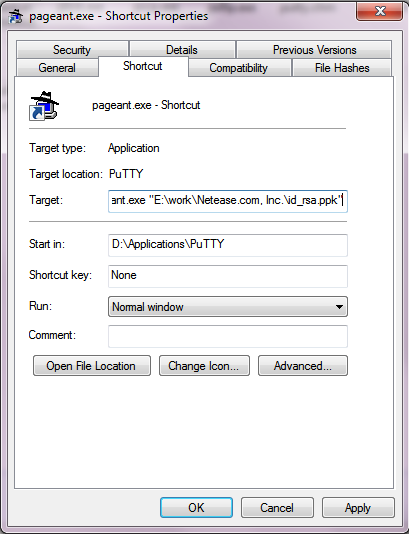 pageant.exe - Shortcut Properties
Security Details Previous Versions
General Shortcut Compatibility File Hashes
pageant.exe - Shortcut
Target type: Application
Target location: PuTTY
Target: ant.exe "E:\work\Netease.com, Inc.\id_rsa.ppk"
Start in: D:\Applications\PuTTY
Shortcut key: None
Run: Normal window
Comment:
Open File Location Change Icon... Advanced...
OK Cancel Apply